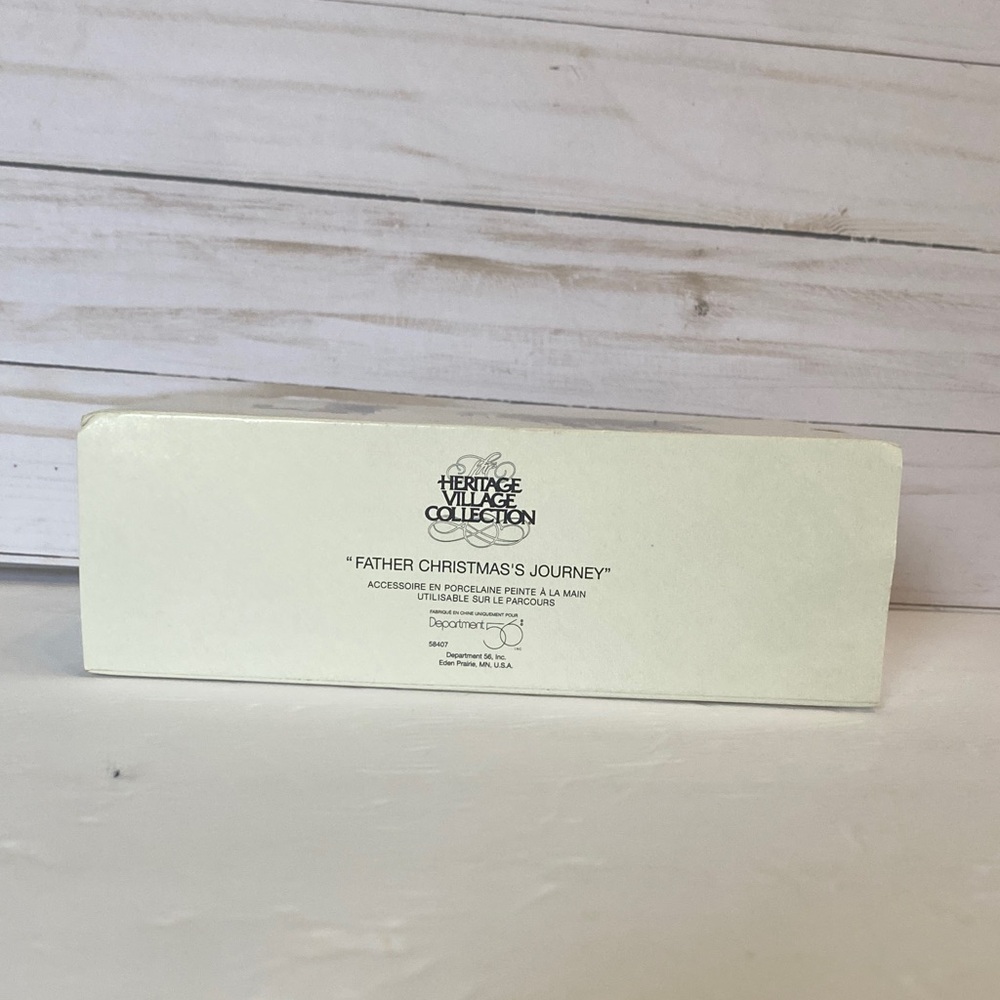 The
HERITAGE
VILLAGE
COLLECTION
“FATHER CHRISTMAS'S JOURNEY”
ACCESSOIRE EN PORCELAINE PEINTE À LA MAIN
UTILISABLE SUR LE PARCOURS
FABRIQUÉ EN CHINE UNIQUEMENT POUR
Department 56
INC
58407
Department 56, Inc.
Eden Prairie, MN, U.S.A.